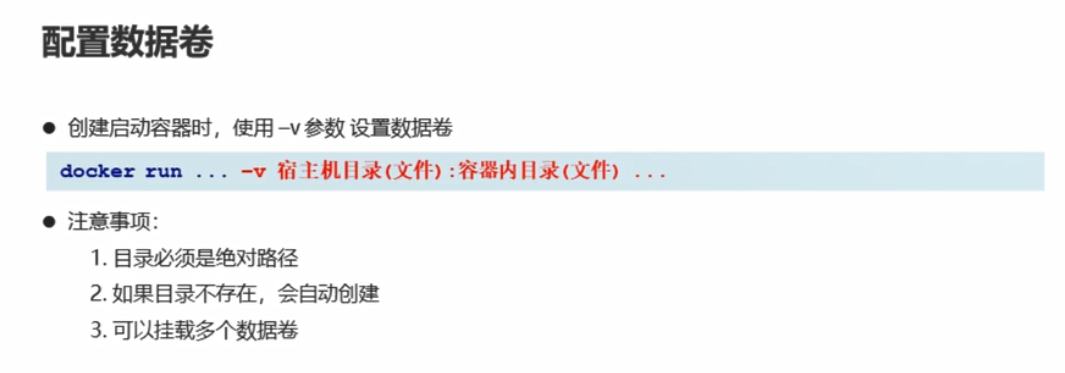 配置数据卷
● 创建启动容器时，使用 –v 参数 设置数据卷
docker run ... –v 宿主机目录(文件):容器内目录(文件) ...
● 注意事项：
1. 目录必须是绝对路径
2. 如果目录不存在，会自动创建
3. 可以挂载多个数据卷